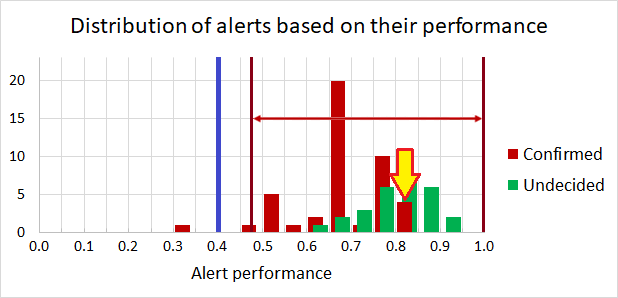 Distribution of alerts based on their performance
20
15
10
5
0
0.0 0.1 0.2 0.3 0.4 0.5 0.6 0.7 0.8 0.9 1.0
Alert performance
Confirmed
Undecided